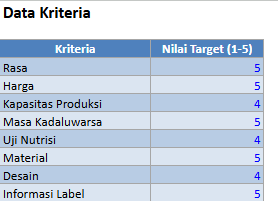 Data Kriteria
Kriteria Nilai Target (1-5)
Rasa 5
Harga 5
Kapasitas Produksi 4
Masa Kadaluwarsa 5
Uji Nutrisi 4
Material 5
Desain 4
Informasi Label 5